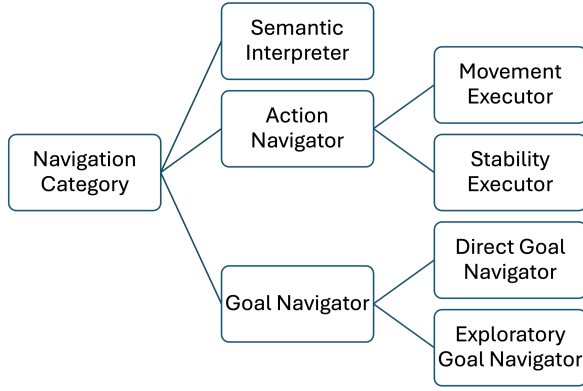 Semantic
Interpreter
Movement
Executor
Action
Navigator
Navigation
Category
Stability
Executor
Direct Goal
Navigator
Goal Navigator
Exploratory
Goal Navigator